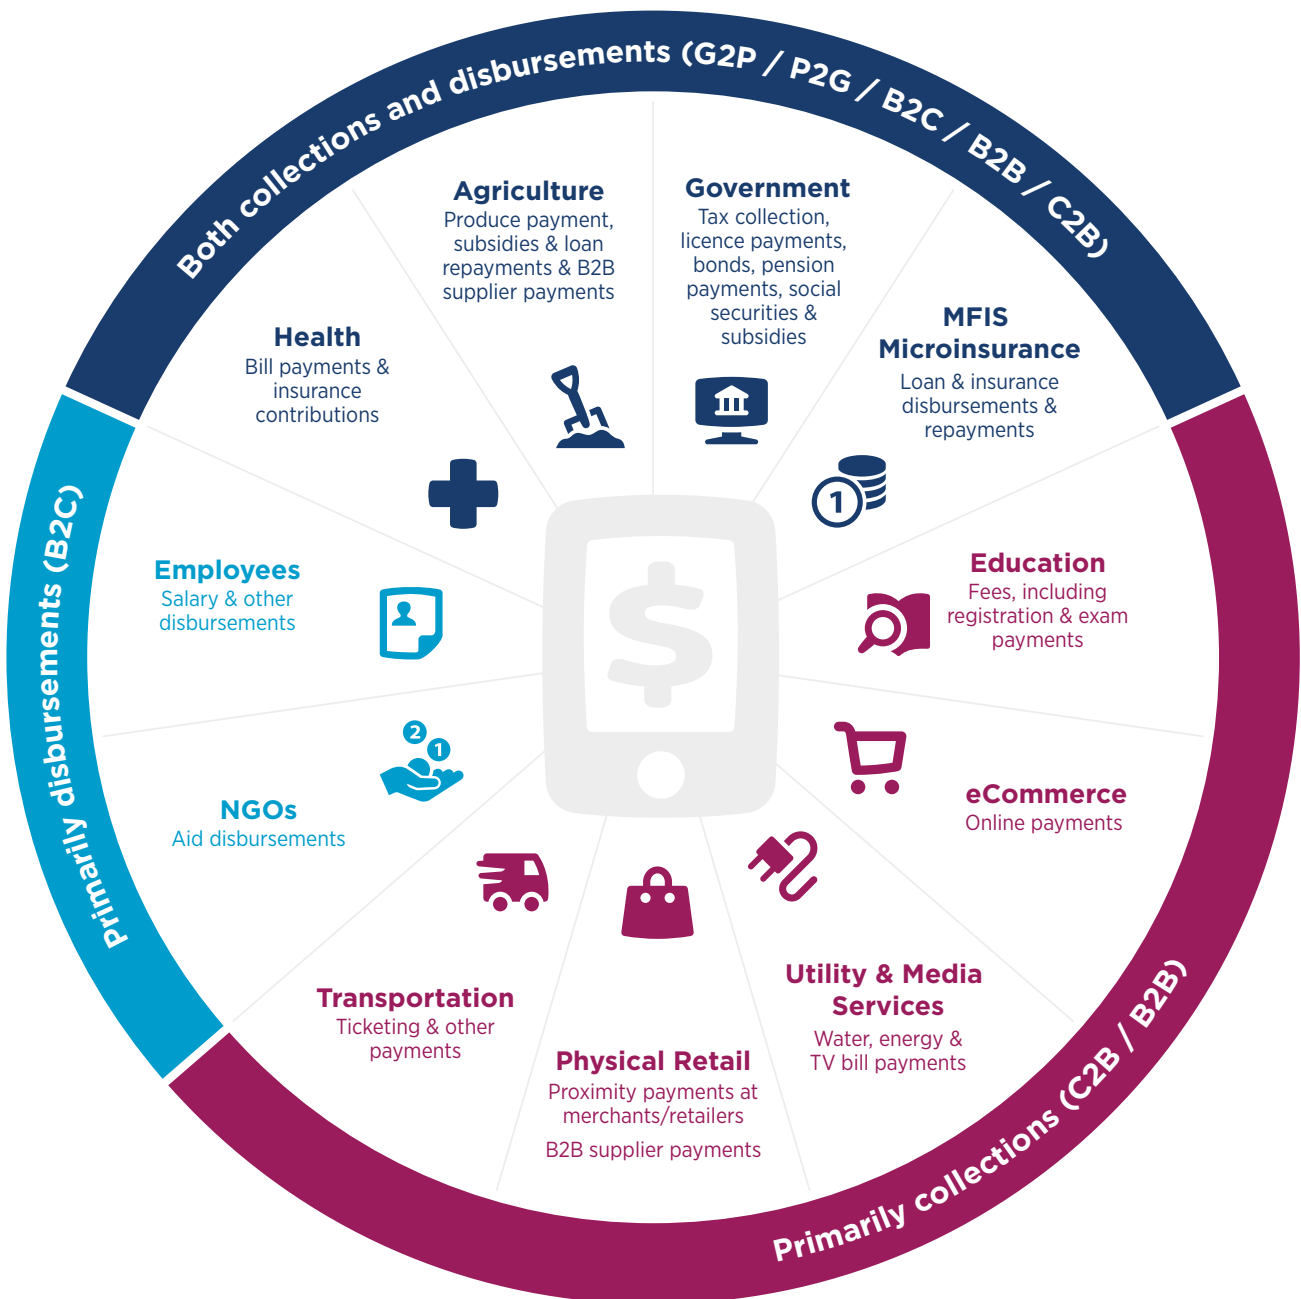 Both collections and disbursements (G2P / P2G / B2C / B2B / C2B)
Agriculture
Produce payment,
subsidies & loan
repayments & B2B
supplier payments
Government
Tax collection,
licence payments,
bonds, pension
payments, social
securities &
subsidies
MFIS
Microinsurance
Loan & insurance
disbursements &
repayments
1
Health
Bill payments &
insurance
contributions
Education
Fees, including
registration & exam
payments
eCommerce
Online payments
Utility & Media
Services
Water, energy &
TV bill payments
Physical Retail
Proximity payments at
merchants/retailers
B2B supplier payments
Transportation
Ticketing & other
payments
Primarily collections (C2B / B2B)
NGOs
Aid disbursements
2
1
Employees
Salary & other
disbursements
Primarily disbursements (B2C)
$